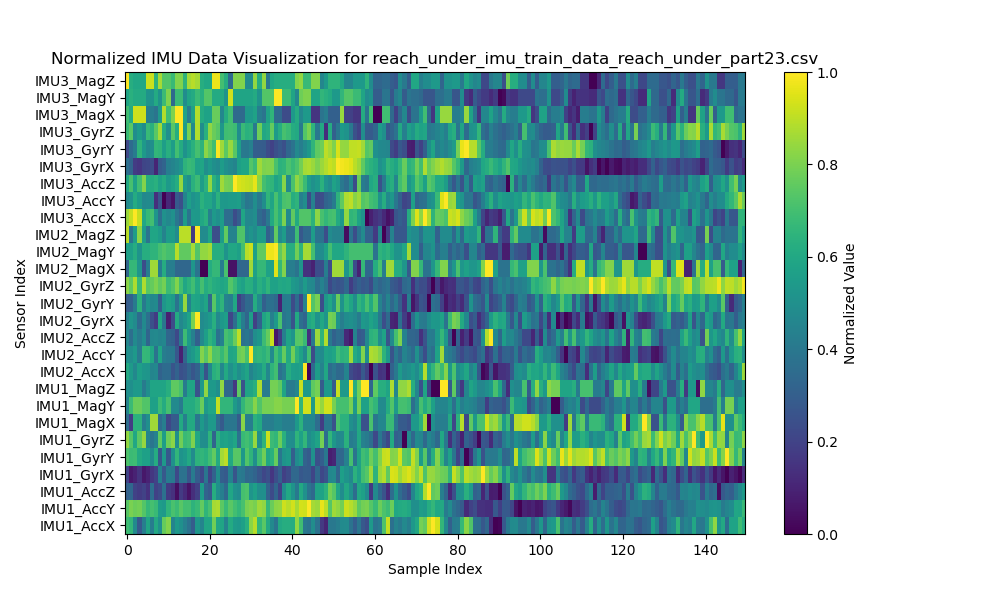 Normalized IMU Data Visualization for reach_under_imu_train_data_reach_under_part23.csv
IMU3_MagZ
IMU3_MagY
IMU3_MagX
IMU3_GyrZ
IMU3_GyrY
IMU3_GyrX
IMU3_AccZ
IMU3_AccY
IMU3_AccX
IMU2_MagZ
IMU2_MagY
IMU2_MagX
IMU2_GyrZ
IMU2_GyrY
IMU2_GyrX
IMU2_AccZ
IMU2_AccY
IMU2_AccX
IMU1_MagZ
IMU1_MagY
IMU1_MagX
IMU1_GyrZ
IMU1_GyrY
IMU1_GyrX
IMU1_AccZ
IMU1_AccY
IMU1_AccX
Sensor Index
0 20 40 60 80 100 120 140
Sample Index
1.0
0.8
0.6
0.4
0.2
0.0
Normalized Value